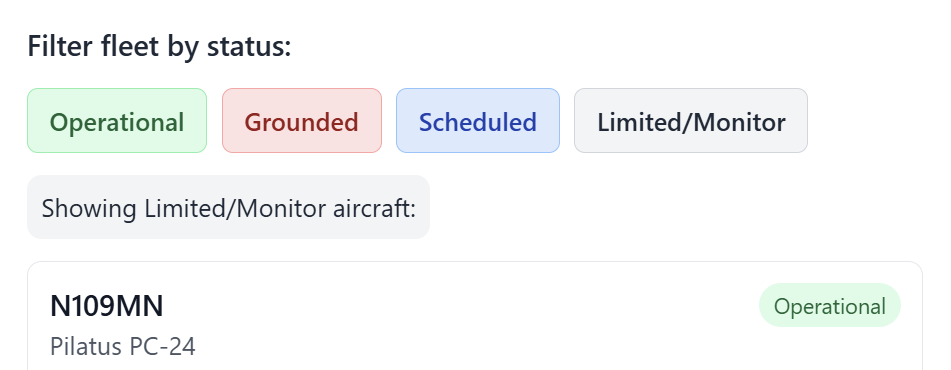 Filter fleet by status:
Operational Grounded Scheduled Limited/Monitor
Showing Limited/Monitor aircraft:
N109MN Operational
Pilatus PC-24